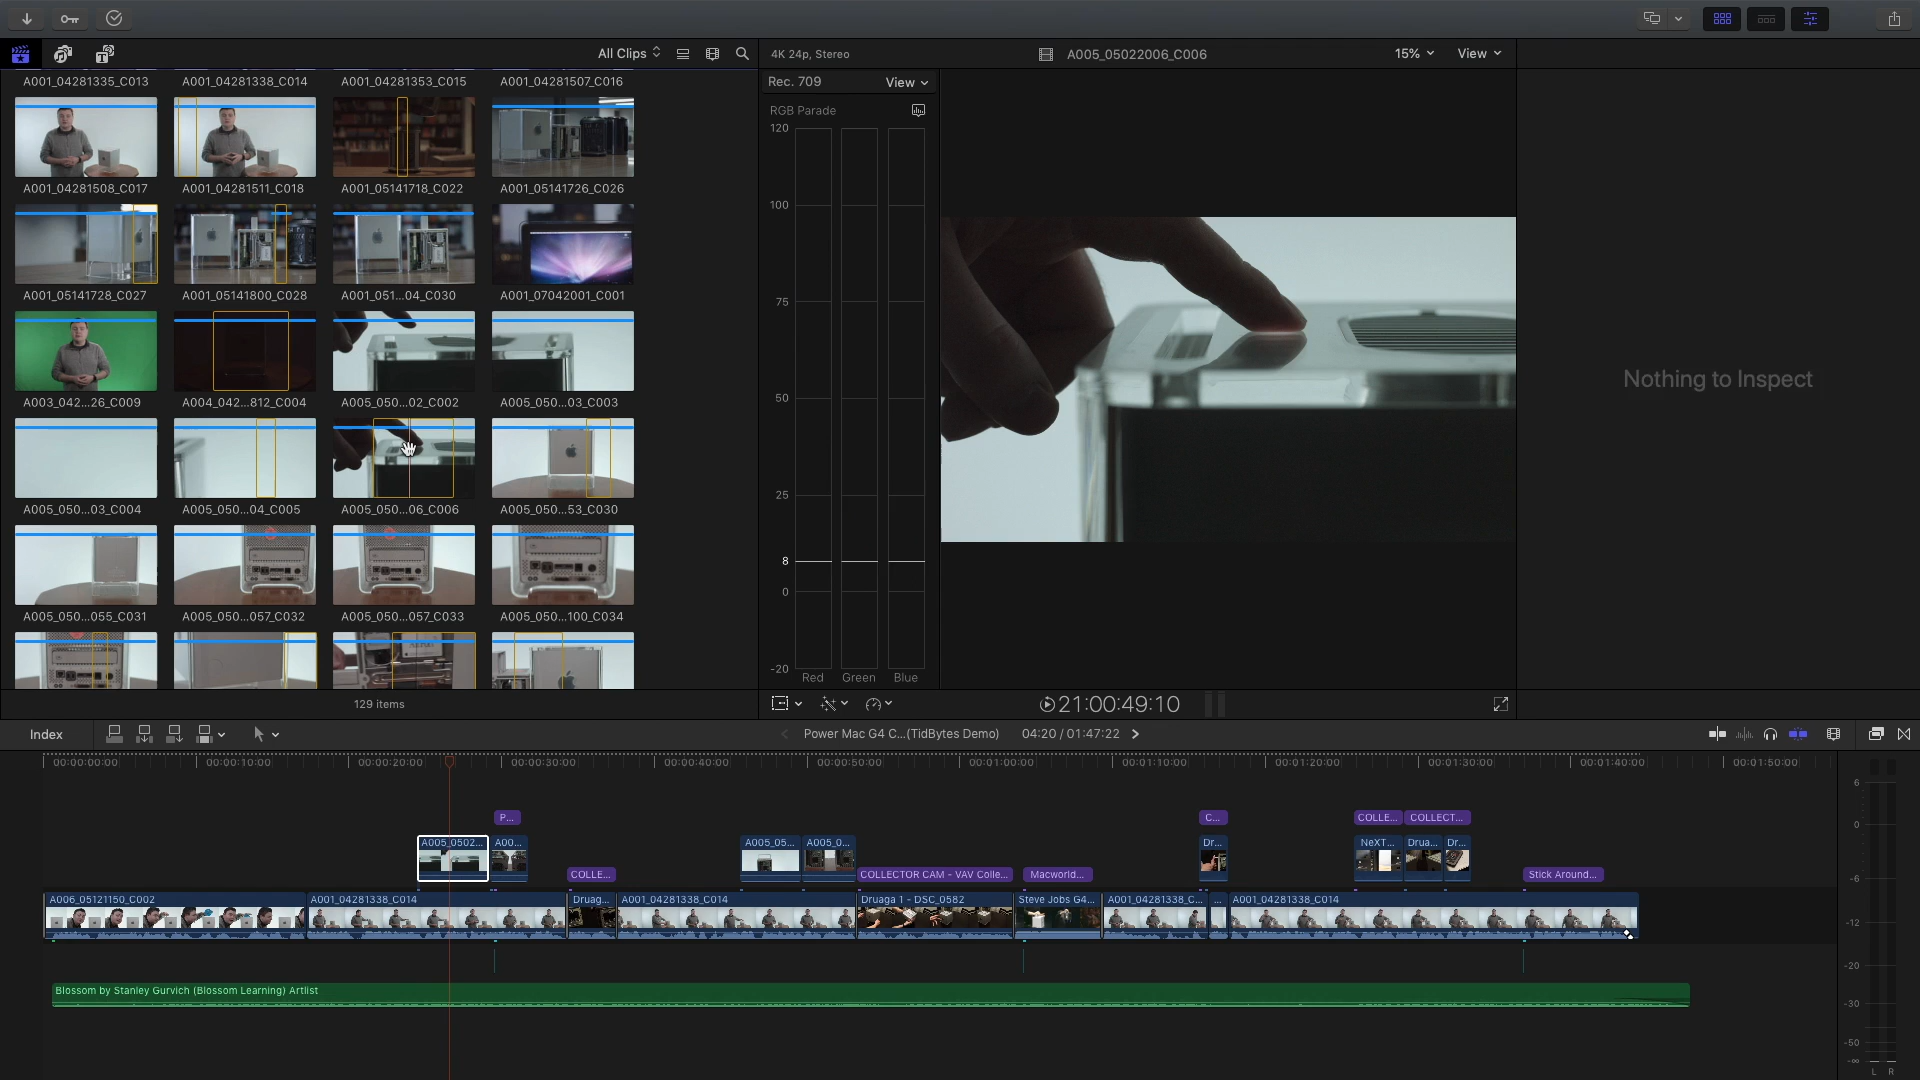 All Clips
4K 24p, Stereo
A005_05022006_C006
15%
View
A001_04281335_C013
A001_04281338_C014
A001_04281353_C015
A001_04281507_C016
Rec. 709
View
RGB Parade
120
100
75
50
25
8
0
-20
Red
Green
Blue
A001_04281508_C017
A001_04281511_C018
A001_05141718_C022
A001_05141726_C026
A001_05141728_C027
A001_05141800_C028
A001_051...04_C030
A001_07042001_C001
A003_042...26_C009
A004_042...812_C004
A005_050...02_C002
A005_050...03_C003
A005_050...03_C004
A005_050...04_C005
A005_050...06_C006
A005_050...53_C030
A005_050...055_C031
A005_050...057_C032
A005_050...057_C033
A005_050...100_C034
Nothing to Inspect
129 items
21:00:49:10
Index
Power Mac G4 C...(TidBytes Demo)
04:20 / 01:47:22
00:00:00:00
00:00:10:00
00:00:20:00
00:00:30:00
00:00:40:00
00:00:50:00
00:01:00:00
00:01:10:00
00:01:20:00
00:01:30:00
00:01:40:00
00:01:50:00
P...
C...
COLLE...
COLLECT...
A005_0502...
A00...
A005_05...
A005_0...
Dr...
NeXT...
Drua...
Dr...
COLLE...
COLLECTOR CAM - VAV Colle...
Macworld...
Stick Around...
A006_05121150_C002
A001_04281338_C014
Druag...
A001_04281338_C014
Druaga 1 - DSC_0582
Steve Jobs G4...
A001_04281338_C...
...
A001_04281338_C014
Blossom by Stanley Gurvich (Blossom Learning) Artlist
6
0
-6
-12
-20
-30
-50
-∞
L
R